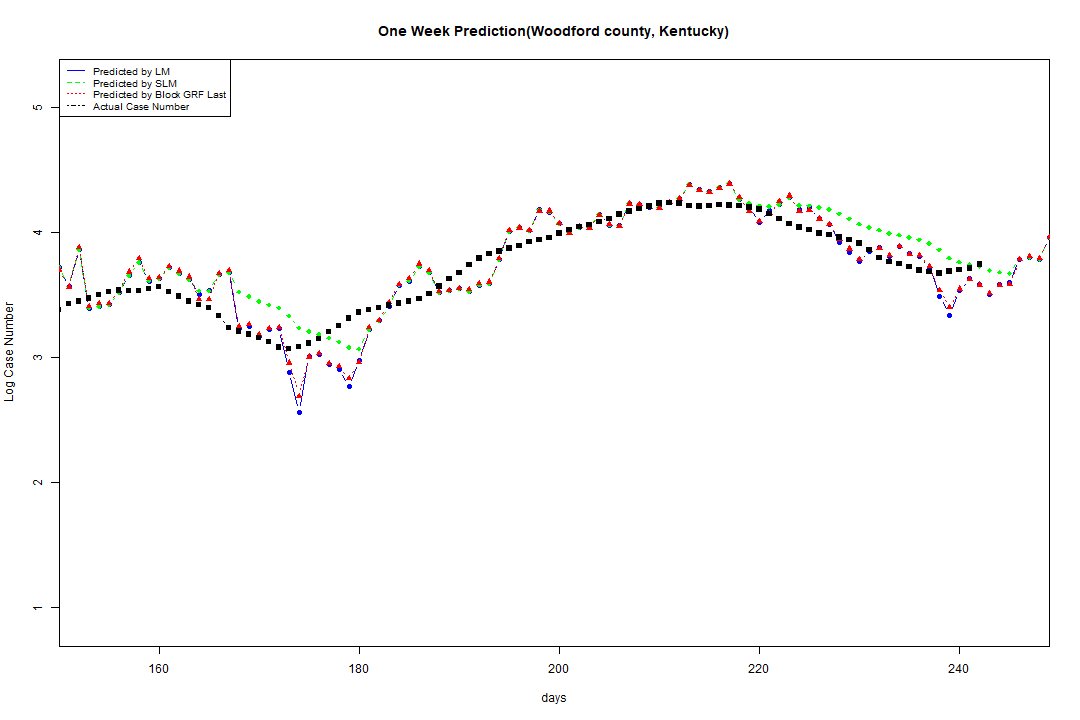 One Week Prediction(Woodford county, Kentucky)
Predicted by LM
Predicted by SLM
Predicted by Block GRF Last
Actual Case Number
5
4
3
2
1
Log Case Number
160 180 200 220 240
days